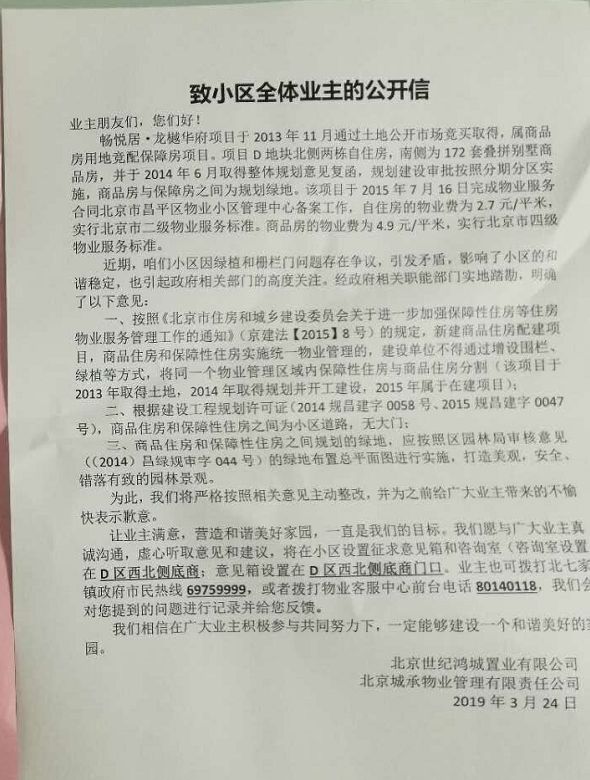 致小区全体业主的公开信
业主朋友们，您们好！
畅悦居·龙樾华府项目于 2013 年 11 月通过土地公开市场竞买取得，属商品
房用地竞配保障房项目。项目 D 地块北侧两栋自住房，南侧为 172 套叠拼别墅商
品房，并于 2014 年 6 月取得整体规划意见复函，规划建设审批按照分期分区实
施，商品房与保障房之间为规划绿地。该项目于 2015 年 7 月 16 日完成物业服务
合同北京市昌平区物业小区管理中心备案工作，自住房的物业费为 2.7 元/平米，
实行北京市二级物业服务标准。商品房的物业费为 4.9 元/平米，实行北京市四级
物业服务标准。
近期，咱们小区因绿植和栅栏门问题存在争议，引发矛盾，影响了小区的和
谐稳定，也引起政府相关部门的高度关注。经政府相关职能部门实地踏勘，明确
了以下意见：
一、按照《北京市住房和城乡建设委员会关于进一步加强保障性住房等住房
物业服务管理工作的通知》（京建法【2015】8 号）的规定，新建商品住房配建项
目，商品住房和保障性住房实施统一物业管理的，建设单位不得通过增设围栏、
绿植等方式，将同一个物业管理区域内保障性住房与商品住房分割（该项目于
2013 年取得土地，2014 年取得规划并开工建设，2015 年属于在建项目）；
二、根据建设工程规划许可证（2014 规昌建字 0058 号、2015 规昌建字 0047
号），商品住房和保障性住房之间为小区道路，无大门；
三、商品住房和保障性住房之间规划的绿地，应按照区园林局审核意见
（(2014）昌绿规审字 044 号）的绿地布置总平面图进行实施，打造美观，安全、
错落有致的园林景观。
为此，我们将严格按照相关意见主动整改，并为之前给广大业主带来的不愉
快表示歉意。
让业主满意，营造和谐美好家园，一直是我们的目标。我们愿与广大业主真
诚沟通，虚心听取意见和建议，将在小区设置征求意见箱和咨询室（咨询室设置
在 D 区西北侧底商；意见箱设置在 D 区西北侧底商门口。业主也可拨打北七家
镇政府市民热线 69759999，或者拨打物业客服中心前台电话 80140118，我们会
对您提到的问题进行记录并给您反馈。
我们相信在广大业主积极参与共同努力下，一定能够建设一个和谐美好的家
园。
北京世纪鸿城置业有限公司
北京城承物业管理有限责任公司
2019 年 3 月 24 日